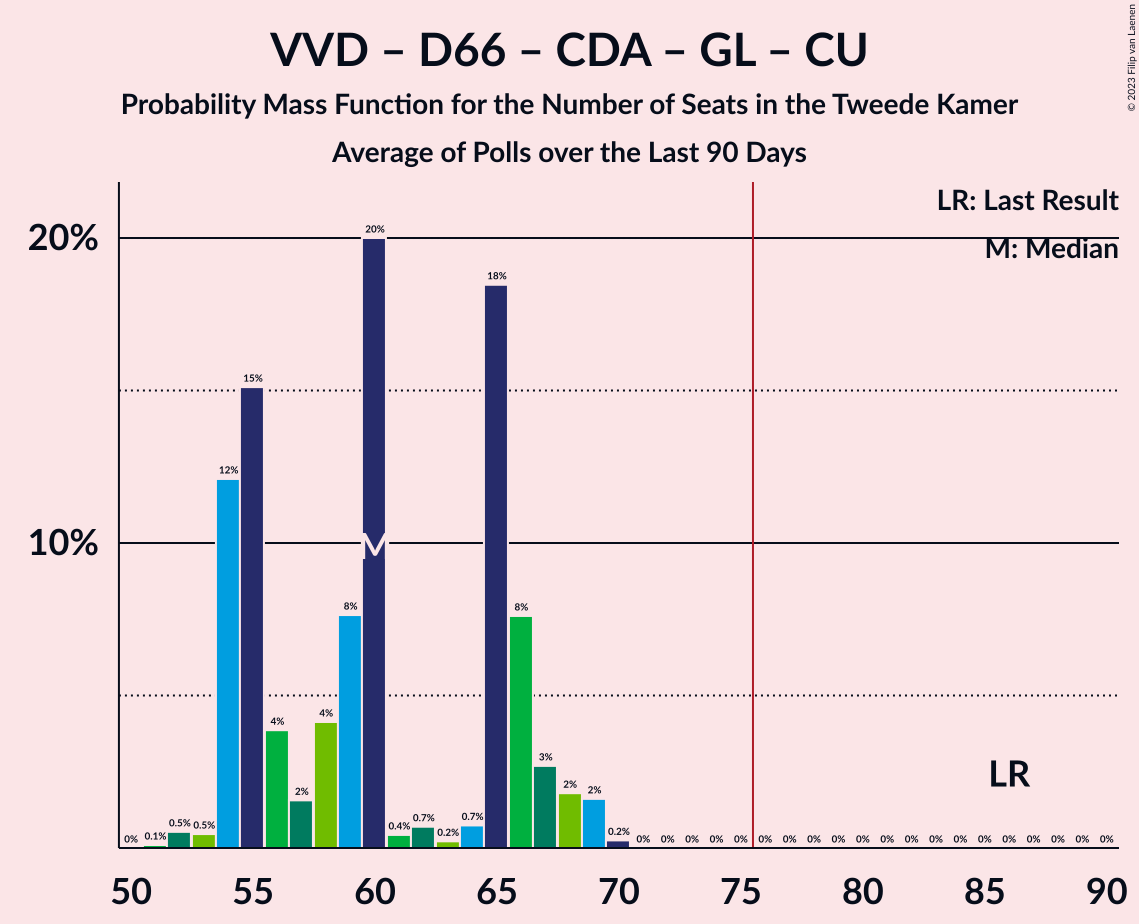 VVD – D66 – CDA – GL – CU
Probability Mass Function for the Number of Seats in the Tweede Kamer
Average of Polls over the Last 90 Days
© 2023 Filip van Laenen
LR: Last Result
M: Median
20%
10%
0% 0.1% 0.5% 0.5% 12% 15% 4% 2% 4% 8% 20% 0.4% 0.7% 0.2% 0.7% 18% 8% 3% 2% 2% 0.2% 0% 0% 0% 0% 0% 0% 0% 0% 0% 0% 0% 0% 0% 0% 0% 0% 0% 0% 0% 0%
M
LR
50 55 60 65 70 75 80 85 90